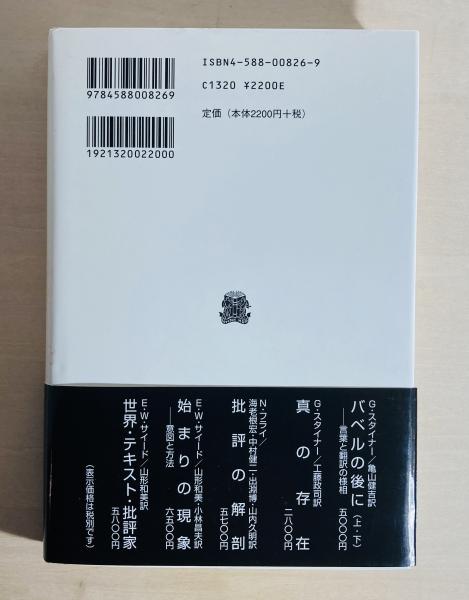 ISBN4-588-00826-9
C1320 ¥2200E
定価（本体2200円＋税）
9784588008269
1921320022000
G・スタイナー／亀山健吉訳
バベルの後に（上・下）
――言葉と翻訳の様相
五〇〇〇円
G・スタイナー／工藤政司訳
真の存在
二八〇〇円
N・フライ／
海老根宏・中村健二・出淵博・山内久明訳
批評の解剖
五七〇〇円
E・W・サイード／山形和美・小林昌夫訳
始まりの現象
――意図と方法
六五〇〇円
E・W・サイード／山形和美訳
世界・テキスト・批評家
五八〇〇円
（表示価格は税別です）